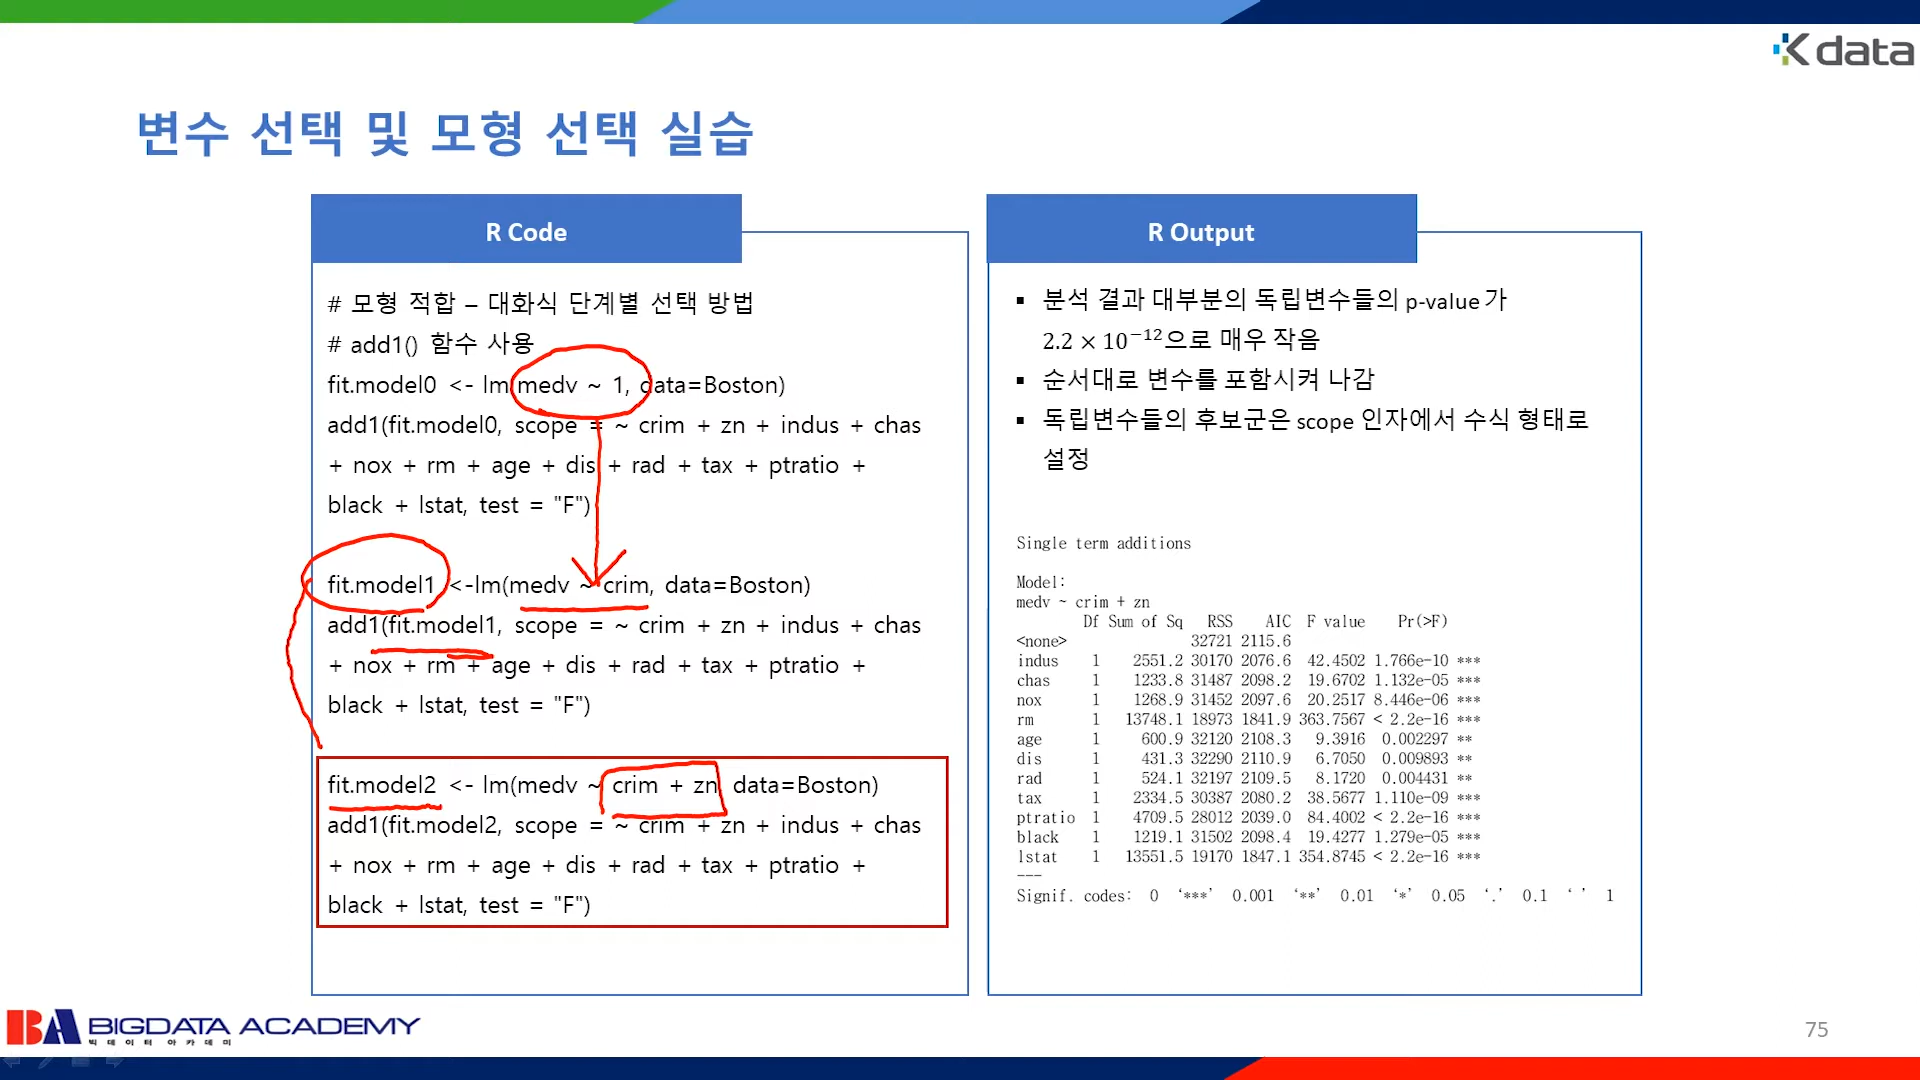 K data
변수 선택 및 모형 선택 실습
R Code
# 모형 적합 – 대화식 단계별 선택 방법
# add1() 함수 사용
fit.model0 <- lm(medv ~ 1, data=Boston)
add1(fit.model0, scope = ~ crim + zn + indus + chas
+ nox + rm + age + dis + rad + tax + ptratio +
black + lstat, test = "F")
fit.model1 <-lm(medv ~ crim, data=Boston)
add1(fit.model1, scope = ~ crim + zn + indus + chas
+ nox + rm + age + dis + rad + tax + ptratio +
black + lstat, test = "F")
fit.model2 <- lm(medv ~ crim + zn, data=Boston)
add1(fit.model2, scope = ~ crim + zn + indus + chas
+ nox + rm + age + dis + rad + tax + ptratio +
black + lstat, test = "F")
R Output
▪ 분석 결과 대부분의 독립변수들의 p-value가
2.2 × 10⁻¹²으로 매우 작음
▪ 순서대로 변수를 포함시켜 나감
▪ 독립변수들의 후보군은 scope 인자에서 수식 형태로
설정
Single term additions
Model:
medv ~ crim + zn
Df Sum of Sq RSS AIC F value Pr(>F)
<none> 32721 2115.6
indus 1 2551.2 30170 2076.6 42.4502 1.766e-10 ***
chas 1 1233.8 31487 2098.2 19.6702 1.132e-05 ***
nox 1 1268.9 31452 2097.6 20.2517 8.446e-06 ***
rm 1 13748.1 18973 1841.9 363.7567 < 2.2e-16 ***
age 1 600.9 32120 2108.3 9.3916 0.002297 **
dis 1 431.3 32290 2110.9 6.7050 0.009893 **
rad 1 524.1 32197 2109.5 8.1720 0.004431 **
tax 1 2334.5 30387 2080.2 38.5677 1.110e-09 ***
ptratio 1 4709.5 28012 2039.0 84.4002 < 2.2e-16 ***
black 1 1219.1 31502 2098.4 19.4277 1.279e-05 ***
lstat 1 13551.5 19170 1847.1 354.8745 < 2.2e-16 ***
---
Signif. codes: 0 ‘***’ 0.001 ‘**’ 0.01 ‘*’ 0.05 ‘.’ 0.1 ‘ ’ 1
BA BIGDATA ACADEMY
빅데이터 아카데미
75